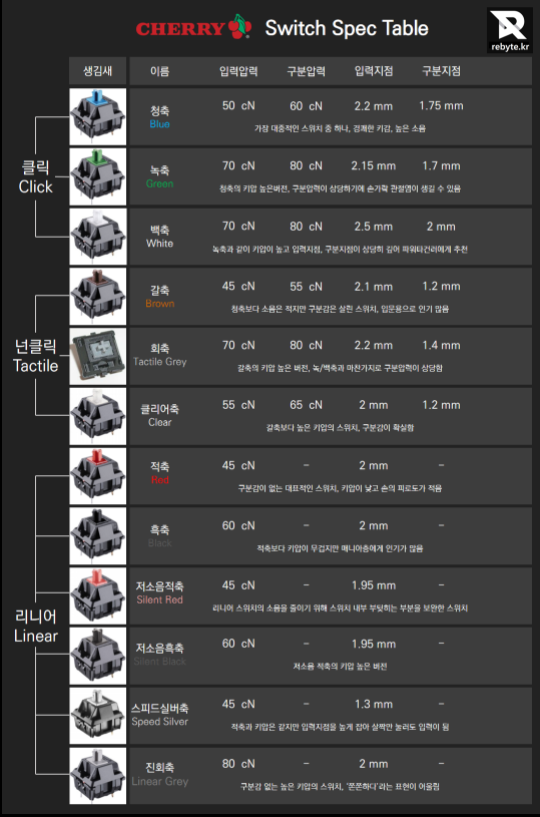 CHERRY Switch Spec Table
rebyte.kr
생김새 이름 입력압력 구분압력 입력지점 구분지점
클릭
Click
청축
Blue
50 cN 60 cN 2.2 mm 1.75 mm
가장 대중적인 스위치 중 하나, 경쾌한 키감, 높은 소음
녹축
Green
70 cN 80 cN 2.15 mm 1.7 mm
청축의 키압 높은버전, 구분압력이 상당하기에 손가락 관절염이 생길 수 있음
백축
White
70 cN 80 cN 2.5 mm 2 mm
녹축과 같이 키압이 높고 입력지점, 구분지점이 상당히 깊어 파워타건러에게 추천
넌클릭
Tactile
갈축
Brown
45 cN 55 cN 2.1 mm 1.2 mm
청축보다 소음은 적지만 구분감은 살린 스위치, 입문용으로 인기 많음
회축
Tactile Grey
70 cN 80 cN 2.2 mm 1.4 mm
갈축의 키압 높은 버전, 녹/백축과 마찬가지로 구분압력이 상당함
클리어축
Clear
55 cN 65 cN 2 mm 1.2 mm
갈축보다 높은 키압의 스위치, 구분감이 확실함
리니어
Linear
적축
Red
45 cN – 2 mm –
구분감이 없는 대표적인 스위치, 키압이 낮고 손의 피로도가 적음
흑축
Black
60 cN – 2 mm –
적축보다 키압이 무겁지만 매니아층에게 인기가 많음
저소음적축
Silent Red
45 cN – 1.95 mm –
리니어 스위치의 소음을 줄이기 위해 스위치 내부 부딪히는 부분을 보완한 스위치
저소음흑축
Silent Black
60 cN – 1.95 mm –
저소음 적축의 키압 높은 버전
스피드실버축
Speed Silver
45 cN – 1.3 mm –
적축과 키압은 같지만 입력지점을 높게 잡아 살짝만 눌러도 입력이 됨
진회축
Linear Grey
80 cN – 2 mm –
구분감 없는 높은 키압의 스위치, '쫀쫀하다'라는 표현이 어울림